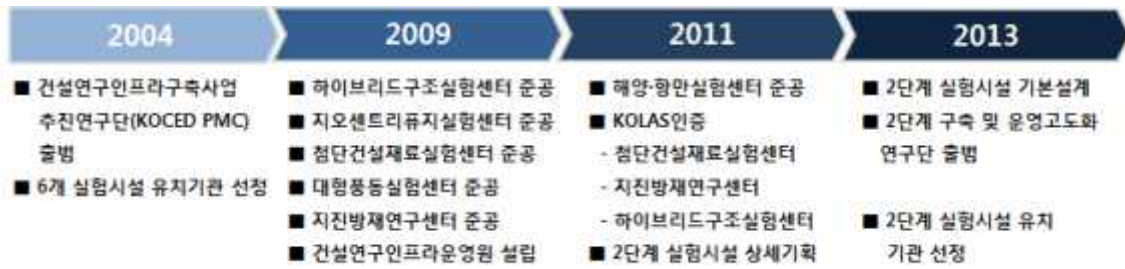 2004
■ 건설연구인프라구축사업
추진연구단(KOCED PMC)
출범
■ 6개 실험시설 유치기관 선정
2009
■ 하이브리드구조실험센터 준공
■ 지오센트리퓨지실험센터 준공
■ 첨단건설재료실험센터 준공
■ 대형풍동실험센터 준공
■ 지진방재연구센터 준공
■ 건설연구인프라운영원 설립
2011
■ 해양·항만실험센터 준공
■ KOLAS인증
- 첨단건설재료실험센터
- 지진방재연구센터
- 하이브리드구조실험센터
■ 2단계 실험시설 상세기획
2013
■ 2단계 실험시설 기본설계
■ 2단계 구축 및 운영고도화
연구단 출범
■ 2단계 실험시설 유치
기관 선정